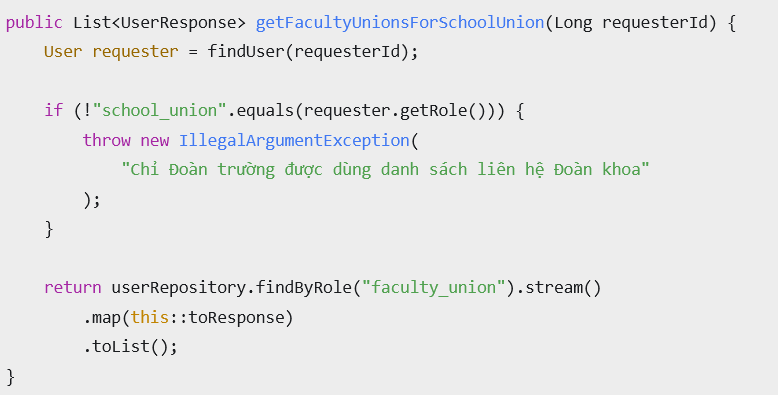 public List<UserResponse> getFacultyUnionsForSchoolUnion(Long requesterId) {
    User requester = findUser(requesterId);

    if (!"school_union".equals(requester.getRole())) {
        throw new IllegalArgumentException(
            "Chỉ Đoàn trường được dùng danh sách liên hệ Đoàn khoa"
        );
    }

    return userRepository.findByRole("faculty_union").stream()
        .map(this::toResponse)
        .toList();
}